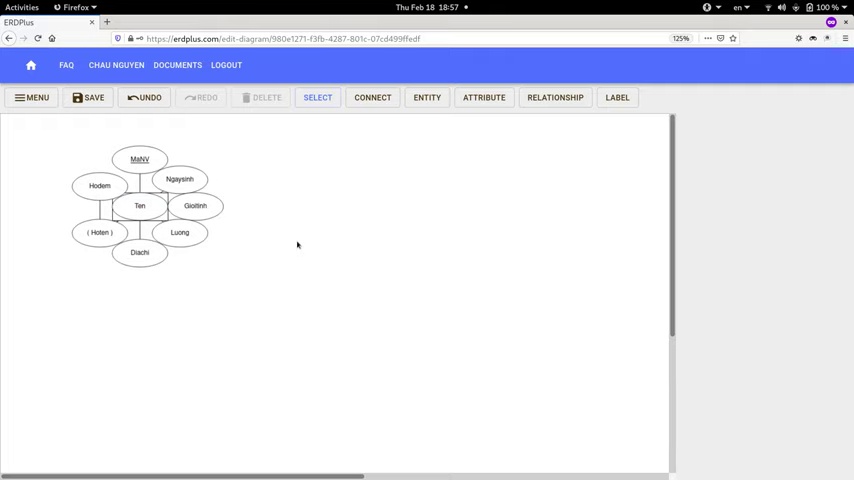 Activities Firefox Thu Feb 18 18:57 en 100 %
ERDPlus
https://erdplus.com/edit-diagram/980e1271-f3fb-4287-801c-07cd499ffedf 125%
FAQ CHAU NGUYEN DOCUMENTS LOGOUT
MENU SAVE UNDO REDO DELETE SELECT CONNECT ENTITY ATTRIBUTE RELATIONSHIP LABEL
MaNV
Ngaysinh
Hodem
Ten
Gioitinh
( Hoten )
Luong
Diachi